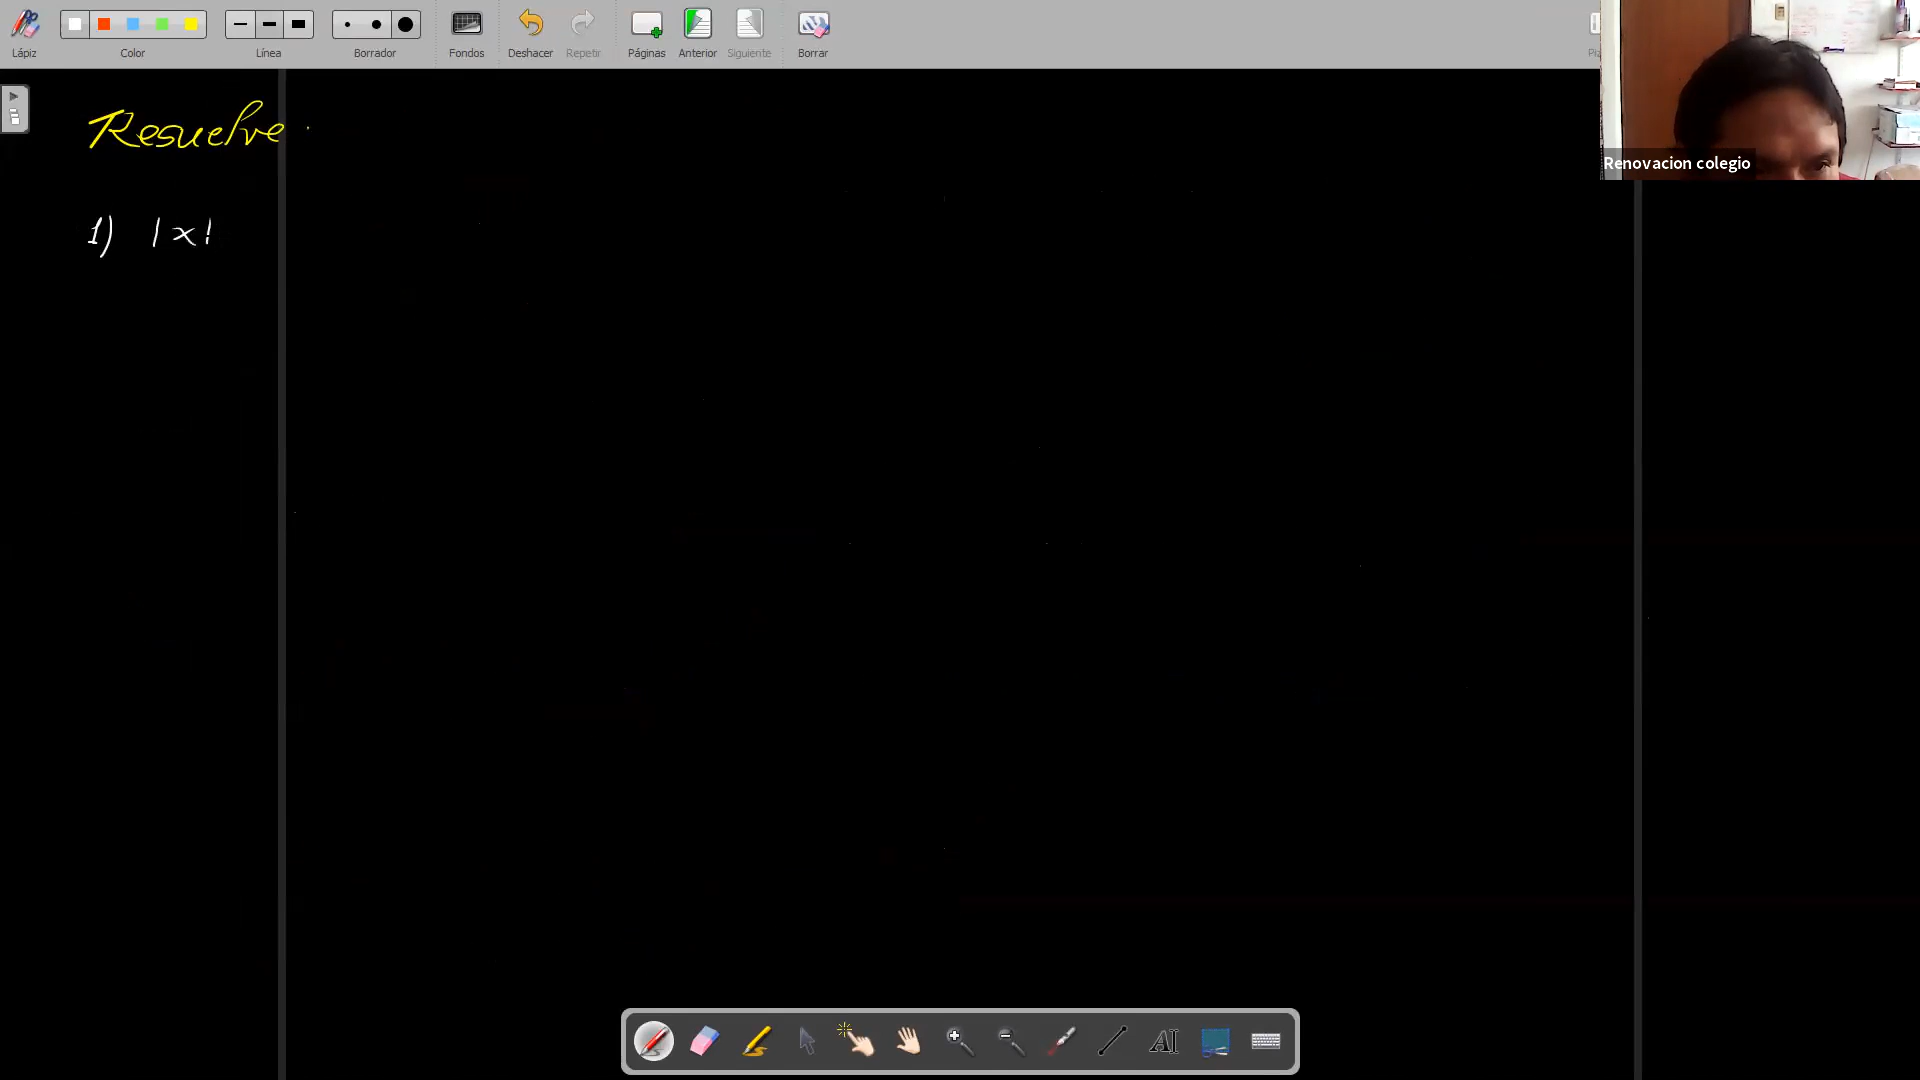 Lápiz Color Línea Borrador Fondos Deshacer Repetir Páginas Anterior Siguiente Borrar
Renovacion colegio
Resuelve
1) |x|